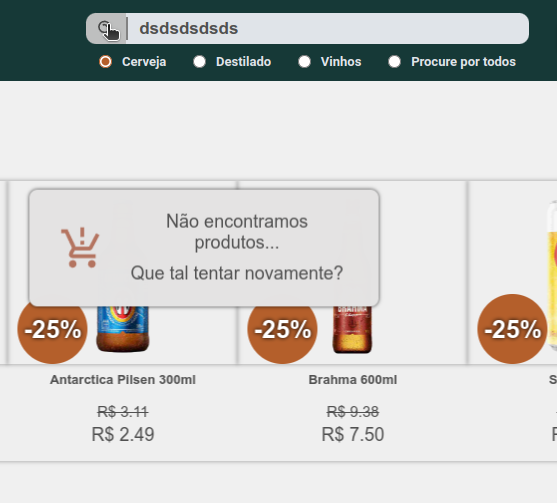 dsdsdsdsds
Cerveja Destilado Vinhos Procure por todos
Não encontramos
produtos...
Que tal tentar novamente?
-25% -25% -25%
BRAHMA
Antarctica Pilsen 300ml Brahma 600ml S
R$ 3.11 R$ 9.38
R$ 2.49 R$ 7.50